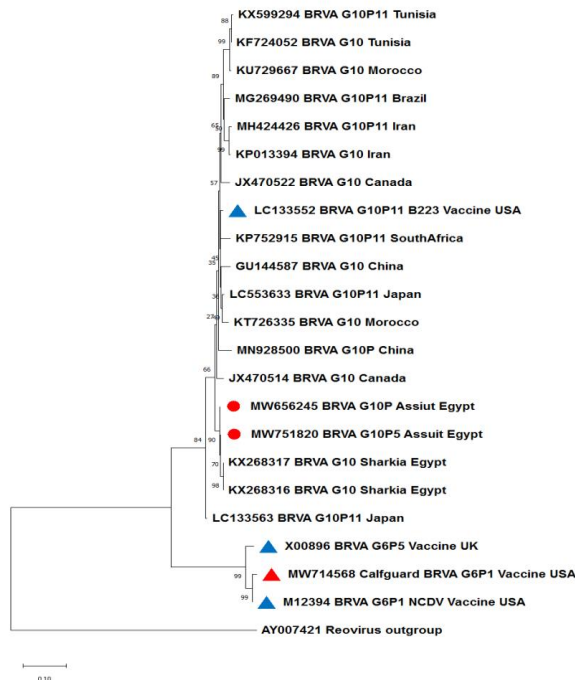 KX599294 BRVA G10P11 Tunisia
88
KF724052 BRVA G10 Tunisia
99
KU729667 BRVA G10 Morocco
89
MG269490 BRVA G10P11 Brazil
MH424426 BRVA G10P11 Iran
65
KP013394 BRVA G10 Iran
99
JX470522 BRVA G10 Canada
57
LC133552 BRVA G10P11 B223 Vaccine USA
KP752915 BRVA G10P11 SouthAfrica
45
GU144587 BRVA G10 China
35
LC553633 BRVA G10P11 Japan
36
KT726335 BRVA G10 Morocco
27
MN928500 BRVA G10P China
66
JX470514 BRVA G10 Canada
MW656245 BRVA G10P Assiut Egypt
MW751820 BRVA G10P5 Assuit Egypt
84
90
KX268317 BRVA G10 Sharkia Egypt
70
KX268316 BRVA G10 Sharkia Egypt
98
LC133563 BRVA G10P11 Japan
X00896 BRVA G6P5 Vaccine UK
MW714568 Calfguard BRVA G6P1 Vaccine USA
99
M12394 BRVA G6P1 NCDV Vaccine USA
99
AY007421 Reovirus outgroup
0.10